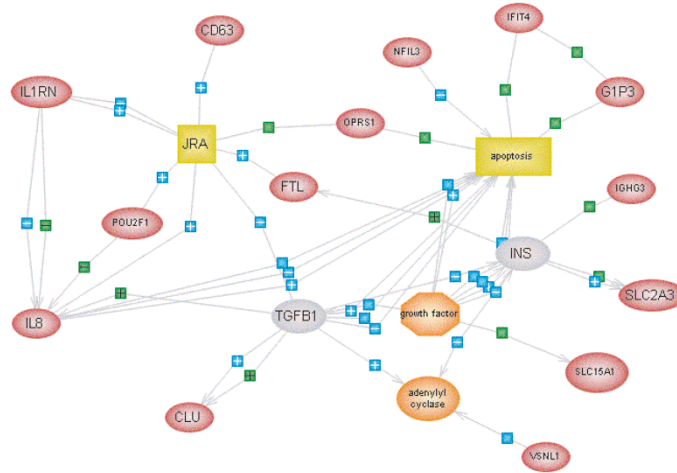 IFIT4
CD63
NFIL3
IL1RN
G1P3
OPRS1
JRA
apoptosis
FTL
IGHG3
POU2F1
INS
SLC2A3
IL8
TGFB1
growth factor
SLC15A1
adenylyl
cyclase
CLU
VSNL1